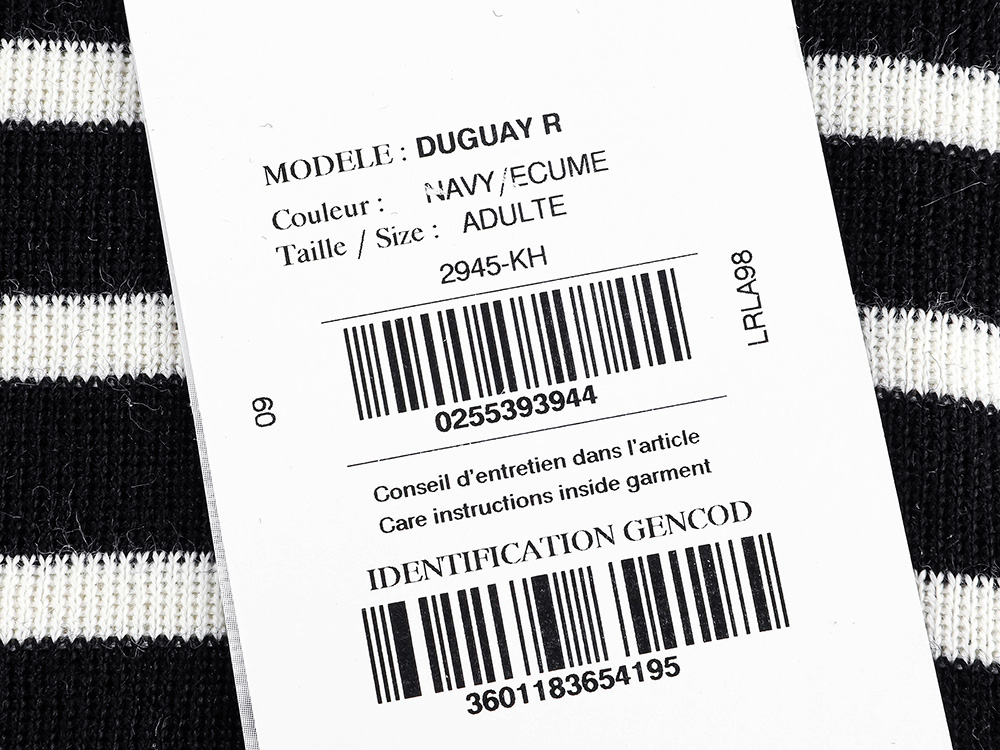 MODELE : DUGUAY R
Couleur : NAVY/ECUME
Taille / Size : ADULTE
2945-KH
LRLA98
09
0255393944
Conseil d'entretien dans l'article
Care instructions inside garment
IDENTIFICATION GENCOD
3601183654195